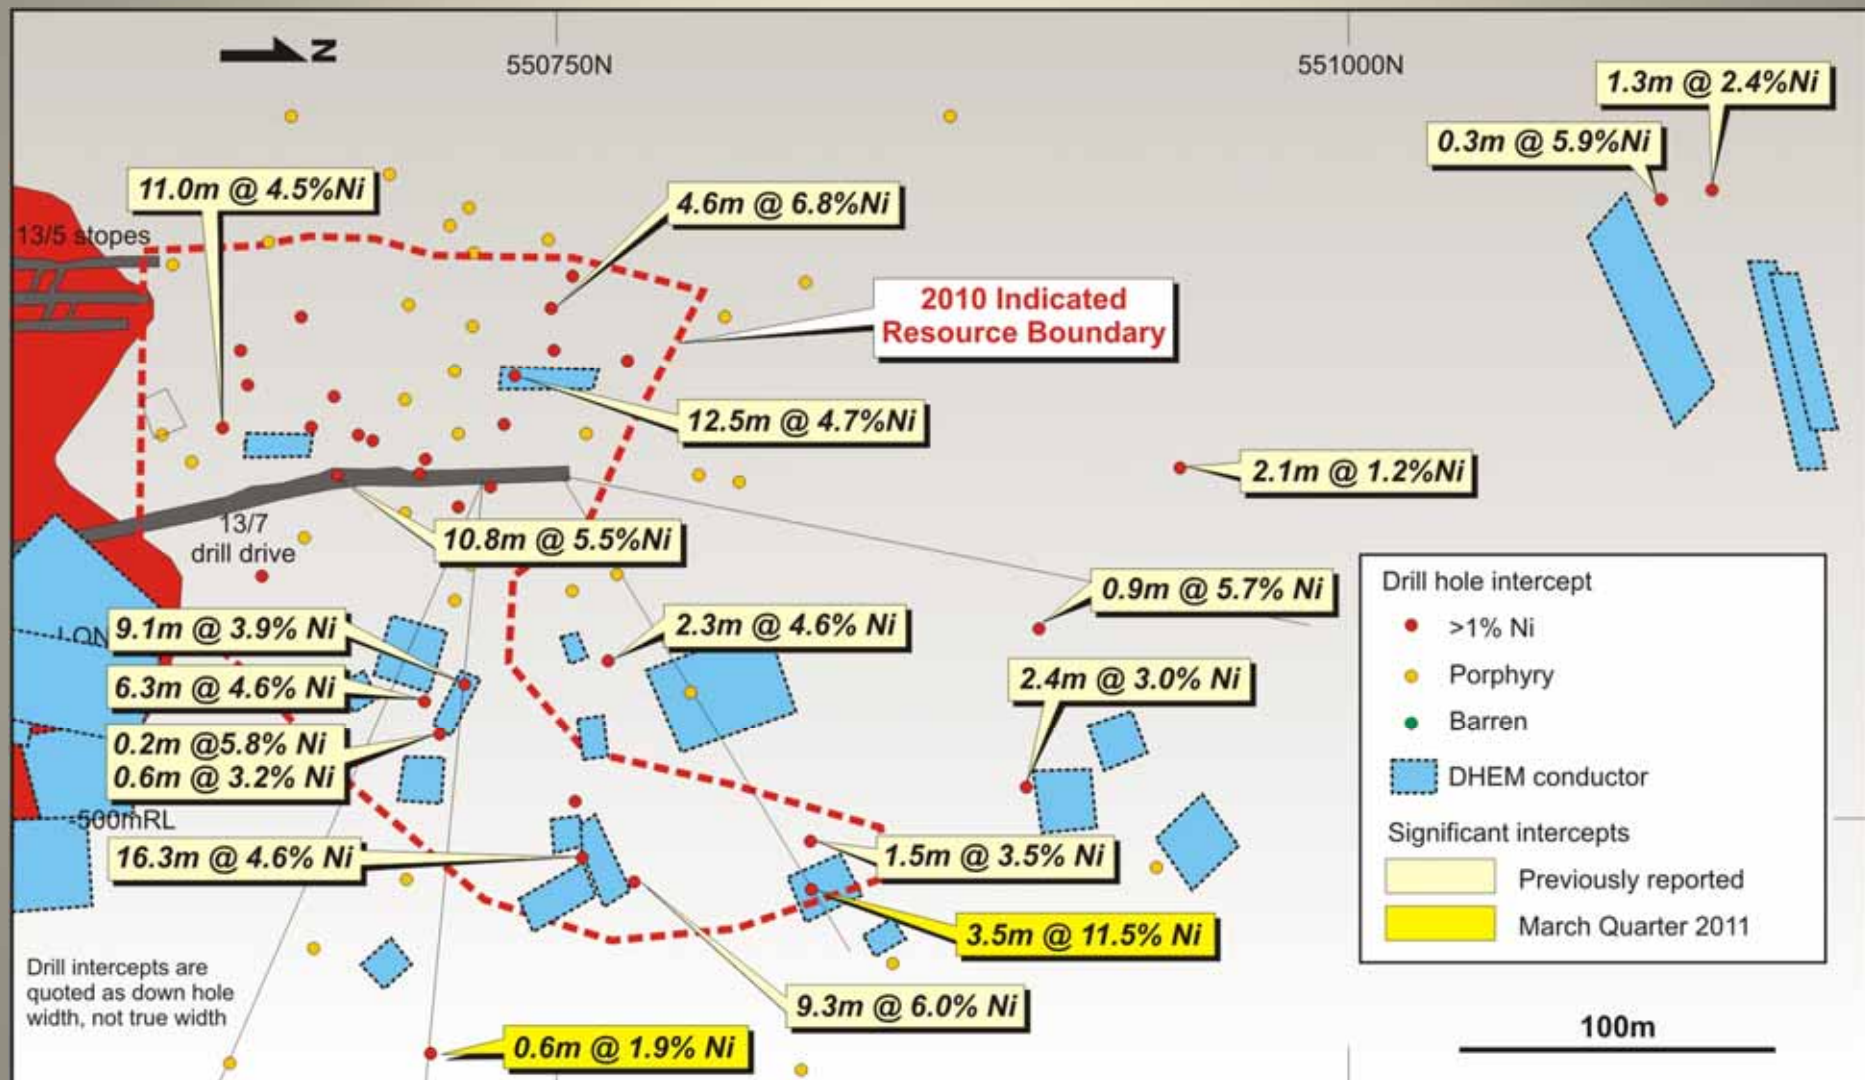 N
550750N
551000N
1.3m @ 2.4%Ni
0.3m @ 5.9%Ni
11.0m @ 4.5%Ni
4.6m @ 6.8%Ni
13/5 stopes
2010 Indicated
Resource Boundary
12.5m @ 4.7%Ni
2.1m @ 1.2%Ni
13/7
drill drive
10.8m @ 5.5%Ni
0.9m @ 5.7% Ni
9.1m @ 3.9% Ni
2.3m @ 4.6% Ni
6.3m @ 4.6% Ni
2.4m @ 3.0% Ni
0.2m @5.8% Ni
0.6m @ 3.2% Ni
-500mRL
16.3m @ 4.6% Ni
1.5m @ 3.5% Ni
3.5m @ 11.5% Ni
9.3m @ 6.0% Ni
0.6m @ 1.9% Ni
Drill intercepts are
quoted as down hole
width, not true width
Drill hole intercept
>1% Ni
Porphyry
Barren
DHEM conductor
Significant intercepts
Previously reported
March Quarter 2011
100m